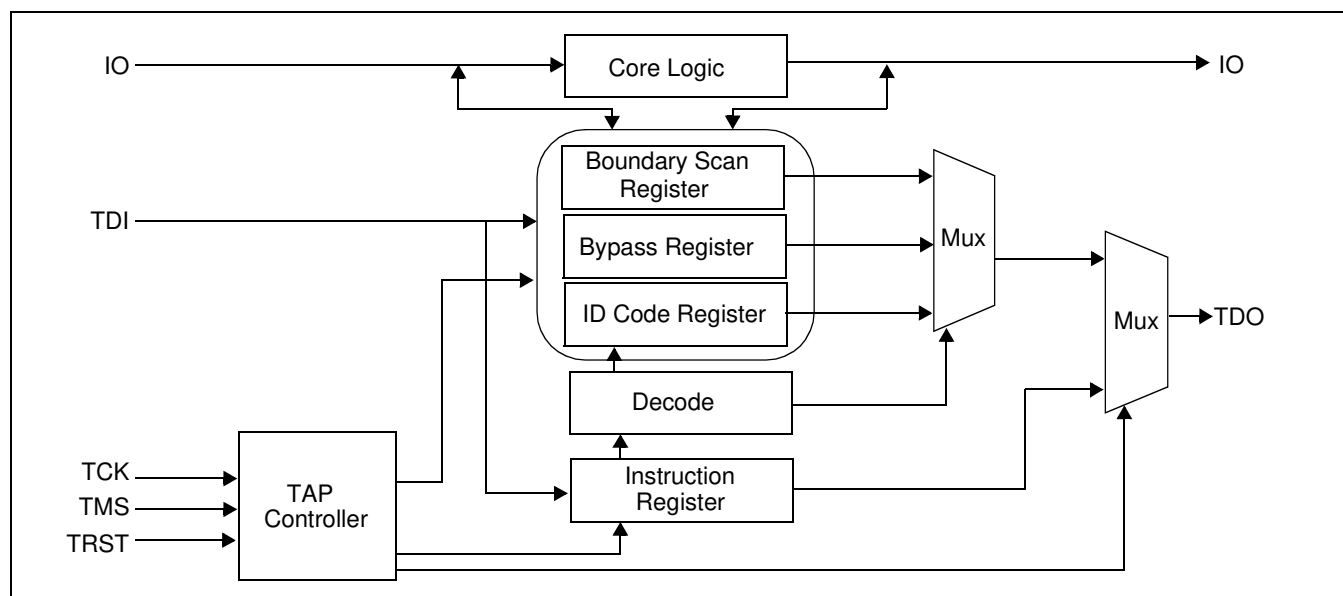 IO
Core Logic
IO
Boundary Scan
Register
TDI
Bypass Register
Mux
ID Code Register
Mux
TDO
Decode
TCK
TMS
TRST
TAP
Controller
Instruction
Register